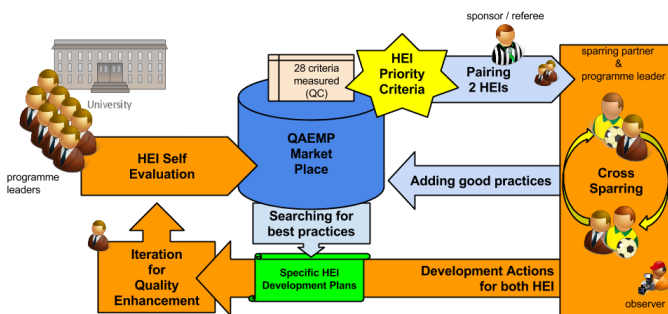 sponsor / referee
28 criteria
measured
(QC)
HEI
Priority
Criteria
Pairing
2 HEIs
sparring partner
&
programme leader
University
programme
leaders
HEI Self
Evaluation
QAEMP
Market
Place
Adding good practices
Cross
Sparring
Searching for
best practices
Iteration
for
Quality
Enhancement
Specific HEI
Development Plans
Development Actions
for both HEI
observer